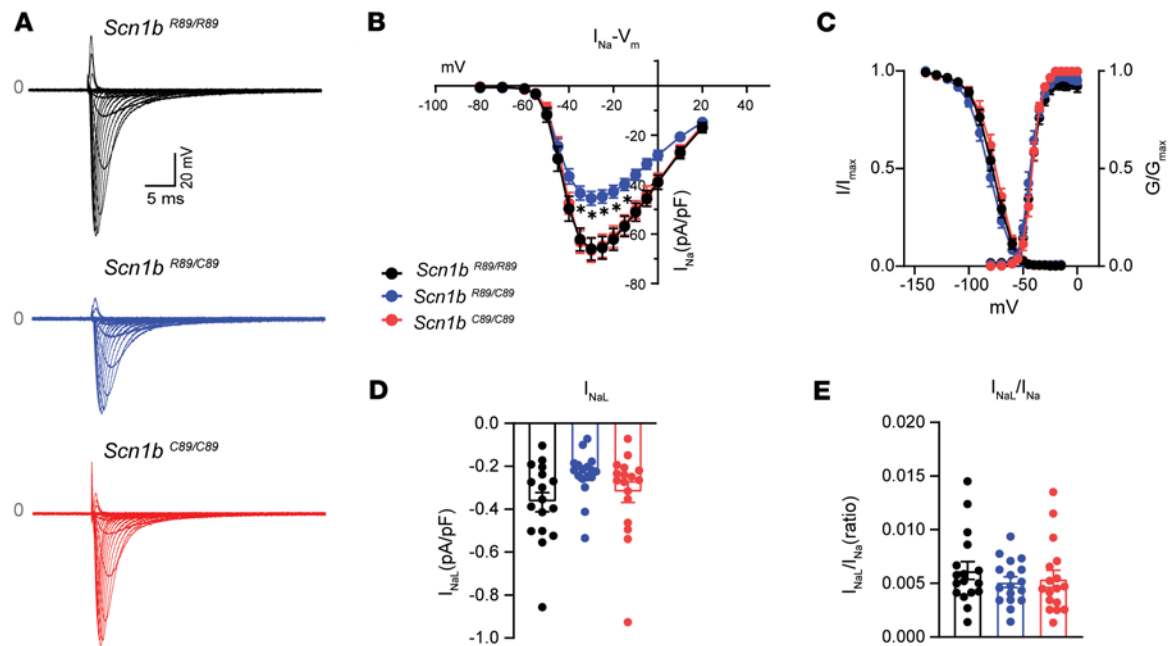 A
Scn1b R89/R89
0
5 ms
20 mV
Scn1b R89/C89
0
Scn1b C89/C89
0
B
INa-Vm
mV
-100 -80 -60 -40 -20 20 40
-20
-40
-60
-80
INa(pA/pF)
* * * * *
Scn1b R89/R89
Scn1b R89/C89
Scn1b C89/C89
C
1.0
0.5
0.0
I/Imax
1.0
0.5
0.0
G/Gmax
-150 -100 -50 0
mV
D
INaL
0.0
-0.2
-0.4
-0.6
-0.8
-1.0
INaL(pA/pF)
E
INaL/INa
0.020
0.015
0.010
0.005
0.000
INaL/INa(ratio)